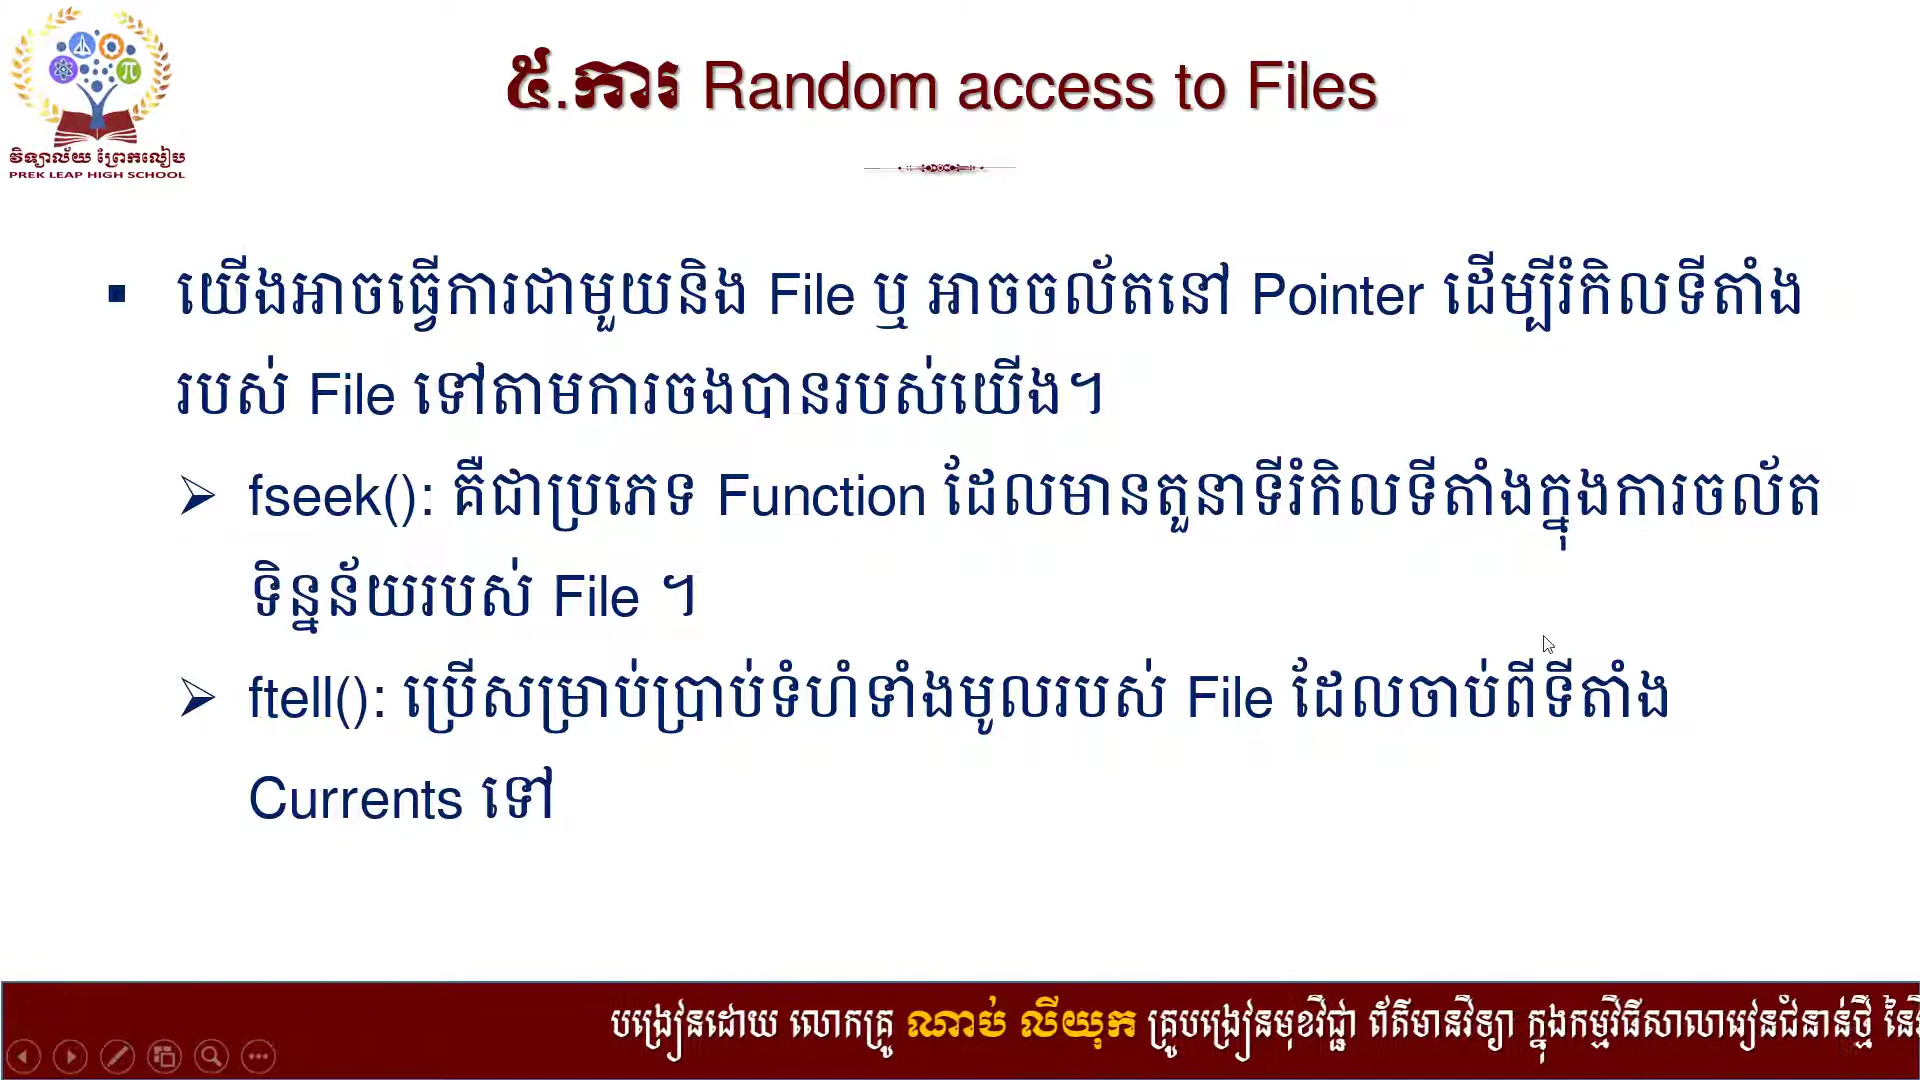 វិទ្យាល័យ ព្រែកលៀប
PREK LEAP HIGH SCHOOL
៥.ការ Random access to Files
▪ យើងអាចធ្វើការជាមួយនិង File ឬ អាចចល័តនៅ Pointer ដើម្បីរំកិលទីតាំង
របស់ File ទៅតាមការចងបានរបស់យើង។
➢ fseek(): គឺជាប្រភេទ Function ដែលមានតួនាទីរំកិលទីតាំងក្នុងការចល័ត
ទិន្នន័យរបស់ File ។
➢ ftell(): ប្រើសម្រាប់ប្រាប់ទំហំទាំងមូលរបស់ File ដែលចាប់ពីទីតាំង
Currents ទៅ
បង្រៀនដោយ លោកគ្រូ ណាប់ លីយុក គ្រូបង្រៀនមុខវិជ្ជា ព័ត៌មានវិទ្យា ក្នុងកម្មវិធីសាលារៀនជំនាន់ថ្មី